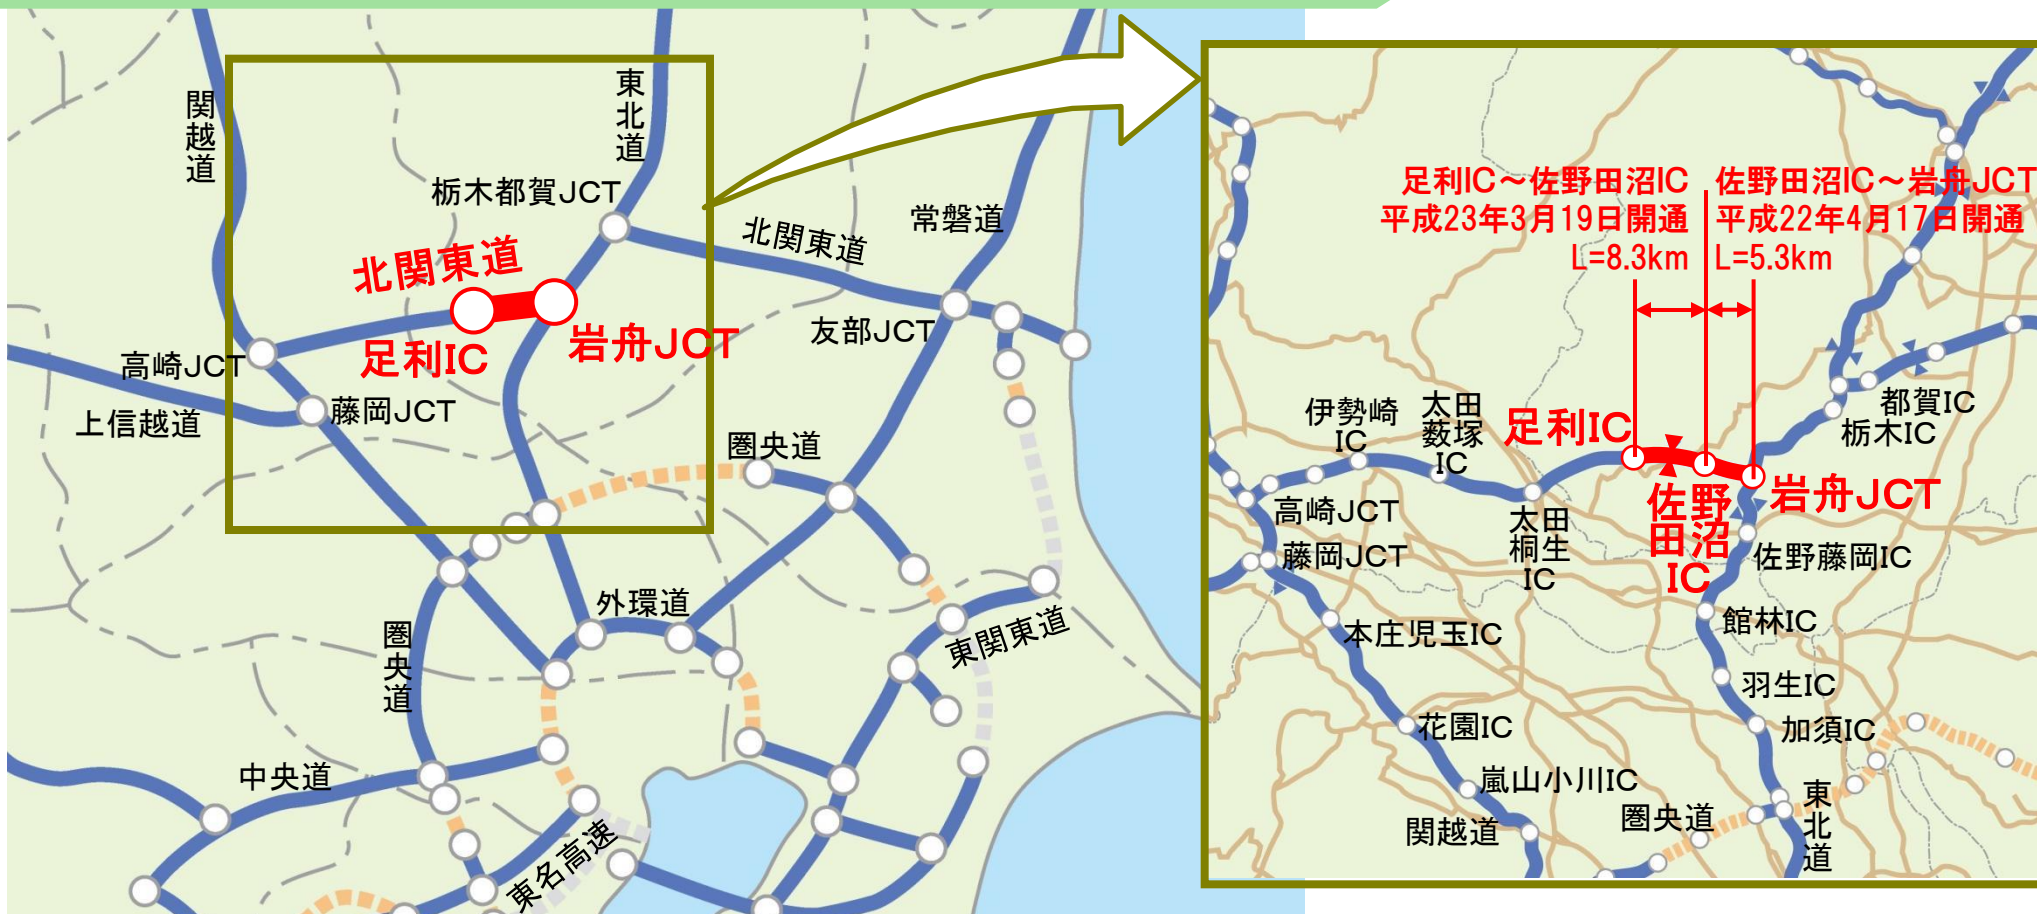 関越道
東北道
栃木都賀JCT
北関東道
常磐道
北関東道
友部JCT
岩舟JCT
足利IC
高崎JCT
上信越道
藤岡JCT
圏央道
外環道
東関東道
圏央道
中央道
東名高速
足利IC～佐野田沼IC
平成23年3月19日開通
L=8.3km
佐野田沼IC～岩舟JCT
平成22年4月17日開通
L=5.3km
都賀IC
栃木IC
伊勢崎
IC
太田
薮塚
IC
足利IC
岩舟JCT
佐野
田沼
IC
高崎JCT
太田
桐生
IC
藤岡JCT
佐野藤岡IC
館林IC
本庄児玉IC
羽生IC
花園IC
加須IC
嵐山小川IC
関越道
圏央道
東北道